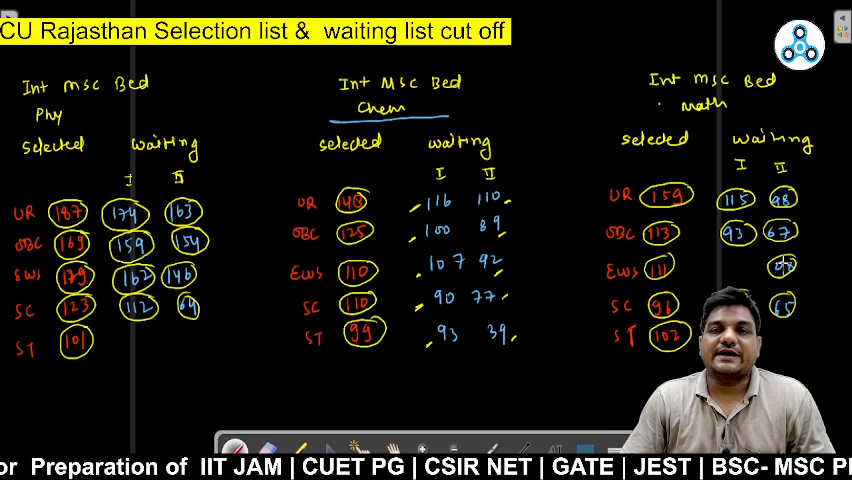 CU Rajasthan Selection list & waiting list cut off
Int MSC Bed
Phy
Selected Waiting
I II
UR 187 174 163
OBC 169 159 154
EWS 179 162 146
SC 123 112 64
ST 101
Int MSC Bed
Chem
Selected Waiting
I II
UR 116 110
OBC 125 100 89
EWS 110 107 92
SC 110 90 77
ST 99 93 39
Int MSC Bed
Math
Selected Waiting
I II
UR 159 115 98
OBC 113 93 67
EWS 111
SC 96 65
ST 102
or Preparation of IIT JAM | CUET PG | CSIR NET | GATE | JEST | BSC- MSC